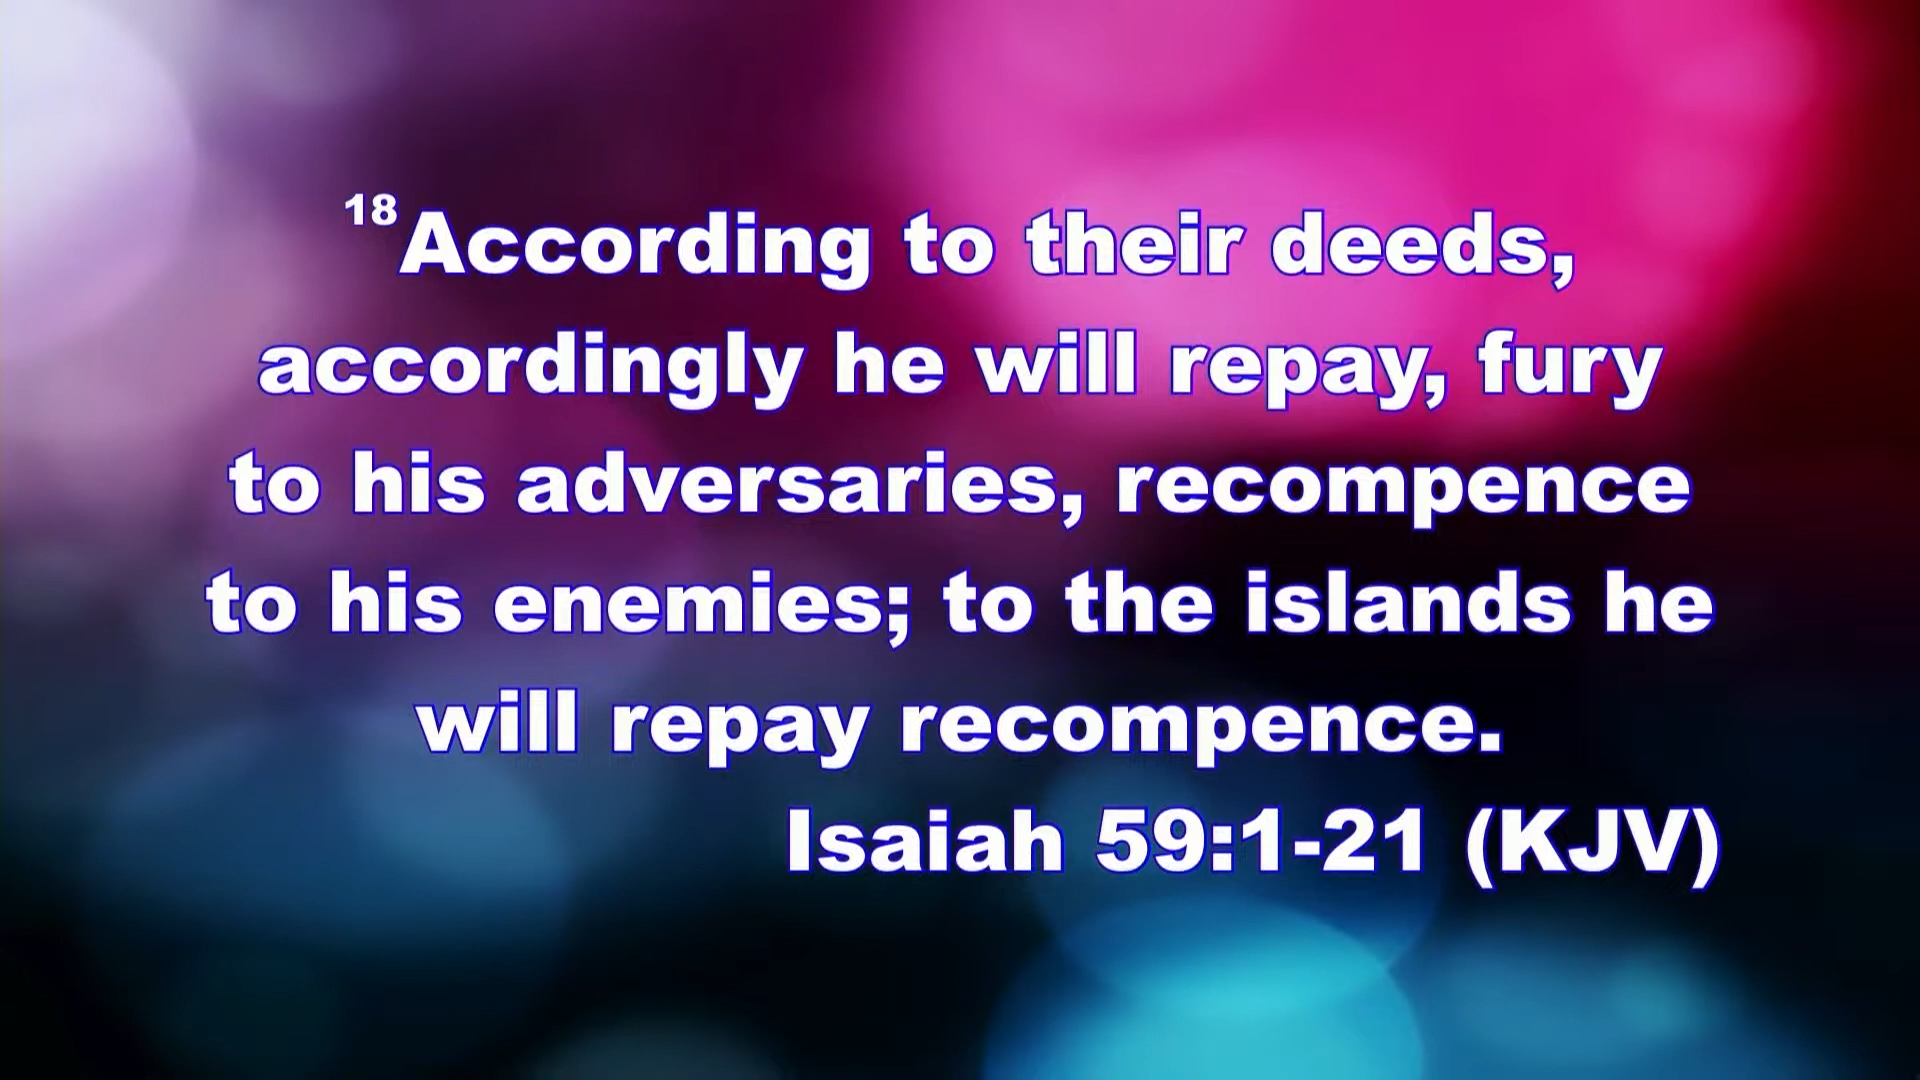 18According to their deeds,
accordingly he will repay, fury
to his adversaries, recompence
to his enemies; to the islands he
will repay recompence.
Isaiah 59:1-21 (KJV)